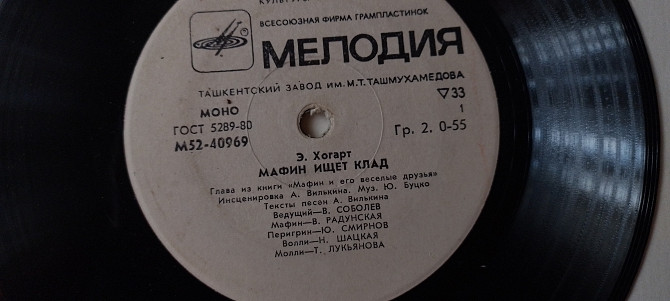 ВСЕСОЮЗНАЯ ФИРМА ГРАМПЛАСТИНОК
МЕЛОДИЯ
ТАШКЕНТСКИЙ ЗАВОД ИМ. М.Т. ТАШМУХАМЕДОВА
МОНО
▽33
ГОСТ 5289-80
1
М52-40969
Гр. 2. 0-55
Э. Хогарт
МАФИН ИЩЕТ КЛАД
Глава из книги «Мафин и его веселые друзья»
Инсценировка А. Вилькина. Муз. Ю. Буцко
Тексты песен А. Вилькина
Ведущий—В. СОБОЛЕВ
Мафин—В. РАДУНСКАЯ
Перигрин—Ю. СМИРНОВ
Волли—Н. ШАЦКАЯ
Молли—Т. ЛУКЬЯНОВА